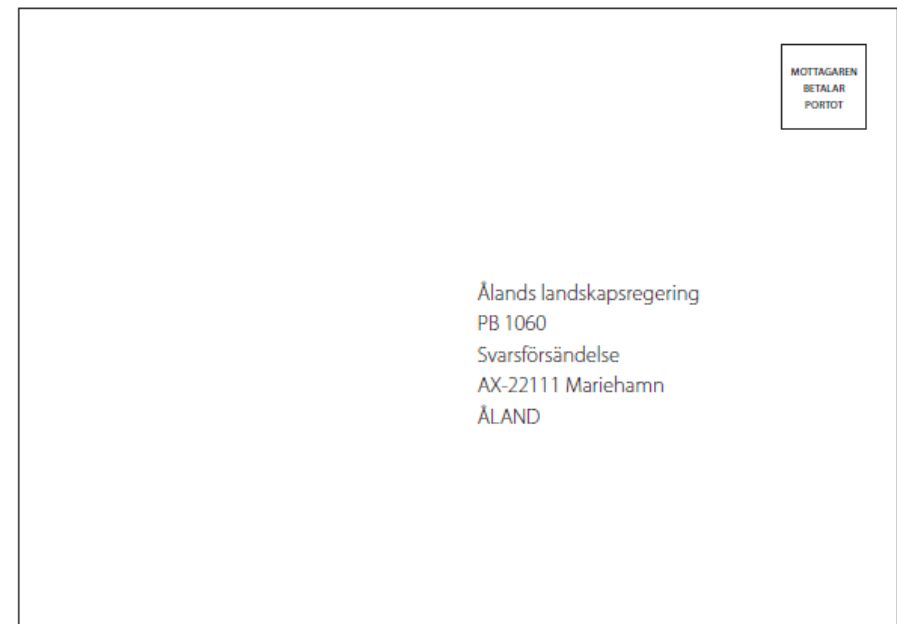 MOTTAGAREN
BETALAR
PORTOT
Ålands landskapsregering
PB 1060
Svarsförsändelse
AX-22111 Mariehamn
ÅLAND